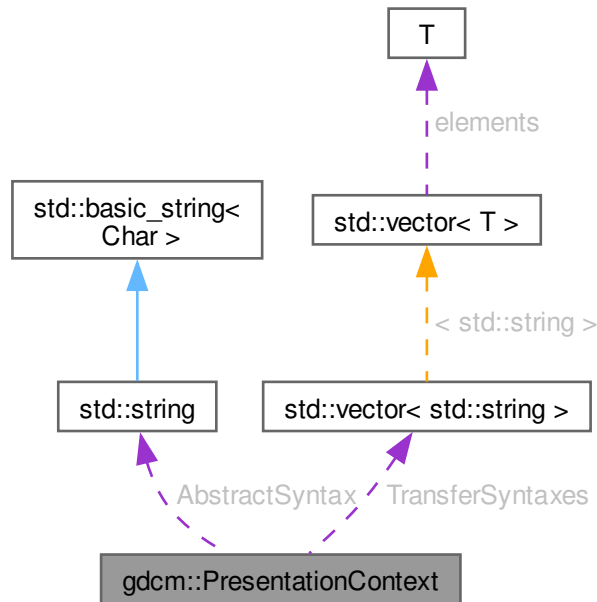 T
elements
std::basic_string<
Char >
std::vector< T >
< std::string >
std::string
std::vector< std::string >
AbstractSyntax
TransferSyntaxes
gdcm::PresentationContext